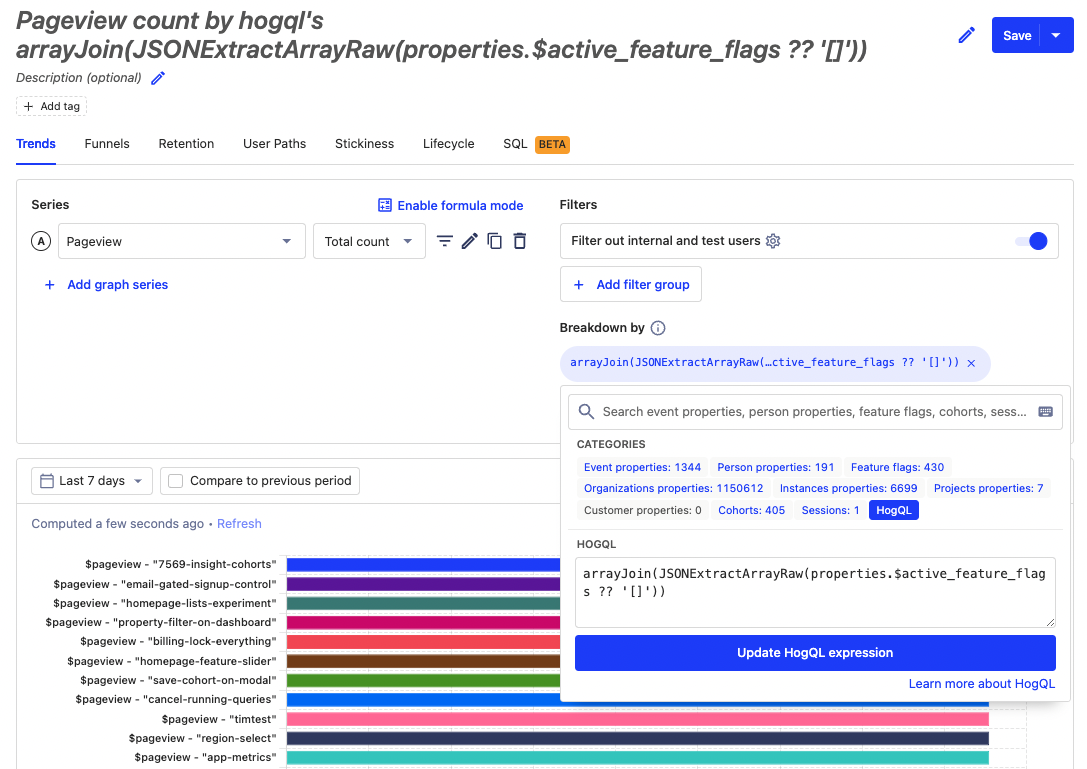 Pageview count by hogql's
arrayJoin(JSONExtractArrayRaw(properties.$active_feature_flags ?? '[]'))
Save
Description (optional)
Add tag
Trends Funnels Retention User Paths Stickiness Lifecycle SQL BETA
Series
Enable formula mode
A Pageview Total count
+ Add graph series
Filters
Filter out internal and test users
+ Add filter group
Breakdown by
arrayJoin(JSONExtractArrayRaw(…ctive_feature_flags ?? '[]')) ×
Search event properties, person properties, feature flags, cohorts, sess...
CATEGORIES
Event properties: 1344 Person properties: 191 Feature flags: 430
Organizations properties: 1150612 Instances properties: 6699 Projects properties: 7
Customer properties: 0 Cohorts: 405 Sessions: 1 HogQL
HOGQL
arrayJoin(JSONExtractArrayRaw(properties.$active_feature_flag
s ?? '[]'))
Update HogQL expression
Learn more about HogQL
Last 7 days Compare to previous period
Computed a few seconds ago • Refresh
$pageview - "7569-insight-cohorts"
$pageview - "email-gated-signup-control"
$pageview - "homepage-lists-experiment"
$pageview - "property-filter-on-dashboard"
$pageview - "billing-lock-everything"
$pageview - "homepage-feature-slider"
$pageview - "save-cohort-on-modal"
$pageview - "cancel-running-queries"
$pageview - "timtest"
$pageview - "region-select"
$pageview - "app-metrics"